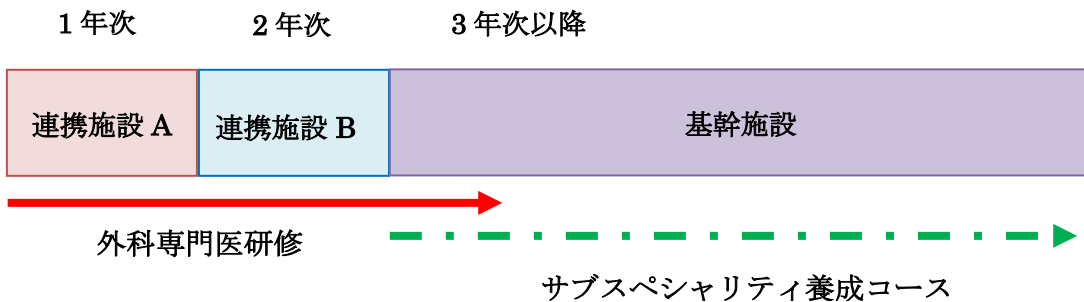 1 年次
2 年次
3 年次以降
連携施設 A
連携施設 B
基幹施設
外科専門医研修
サブスペシャリティ養成コース